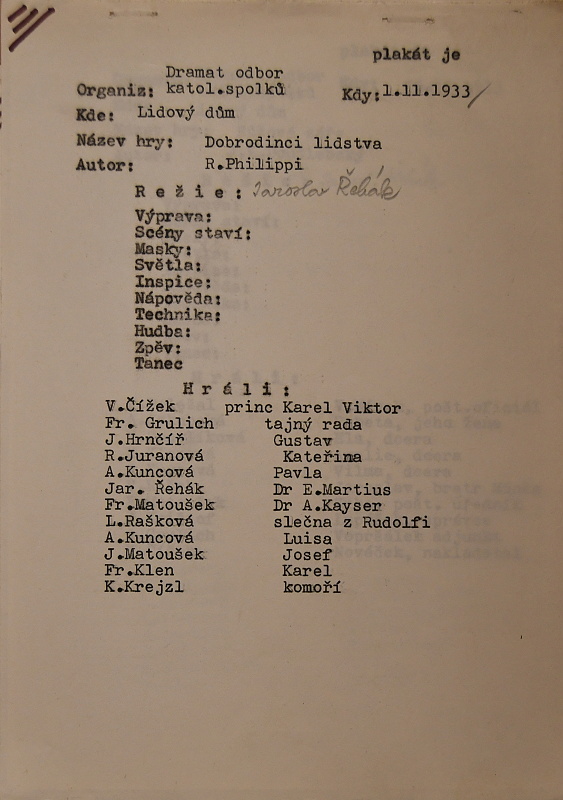 plakát je
Dramat odbor
Organiz: katol.spolků Kdy:1.11.1933
Kde: Lidový dům
Název hry: Dobrodinci lidstva
Autor: R.Philippi
R e ž i e : Jaroslav Řehák
Výprava:
Scény staví:
Masky:
Světla:
Inspice:
Nápověda:
Technika:
Hudba:
Zpěv:
Tanec
H r á l i :
V.Čížek princ Karel Viktor
Fr. Grulich tajný rada
J.Hrnčíř Gustav
R.Juranová Kateřina
A.Kuncová Pavla
Jar. Řehák Dr E.Martius
Fr.Matoušek Dr A.Kayser
L.Rašková slečna z Rudolfi
A.Kuncová Luisa
J.Matoušek Josef
Fr.Klen Karel
K.Krejzl komoří